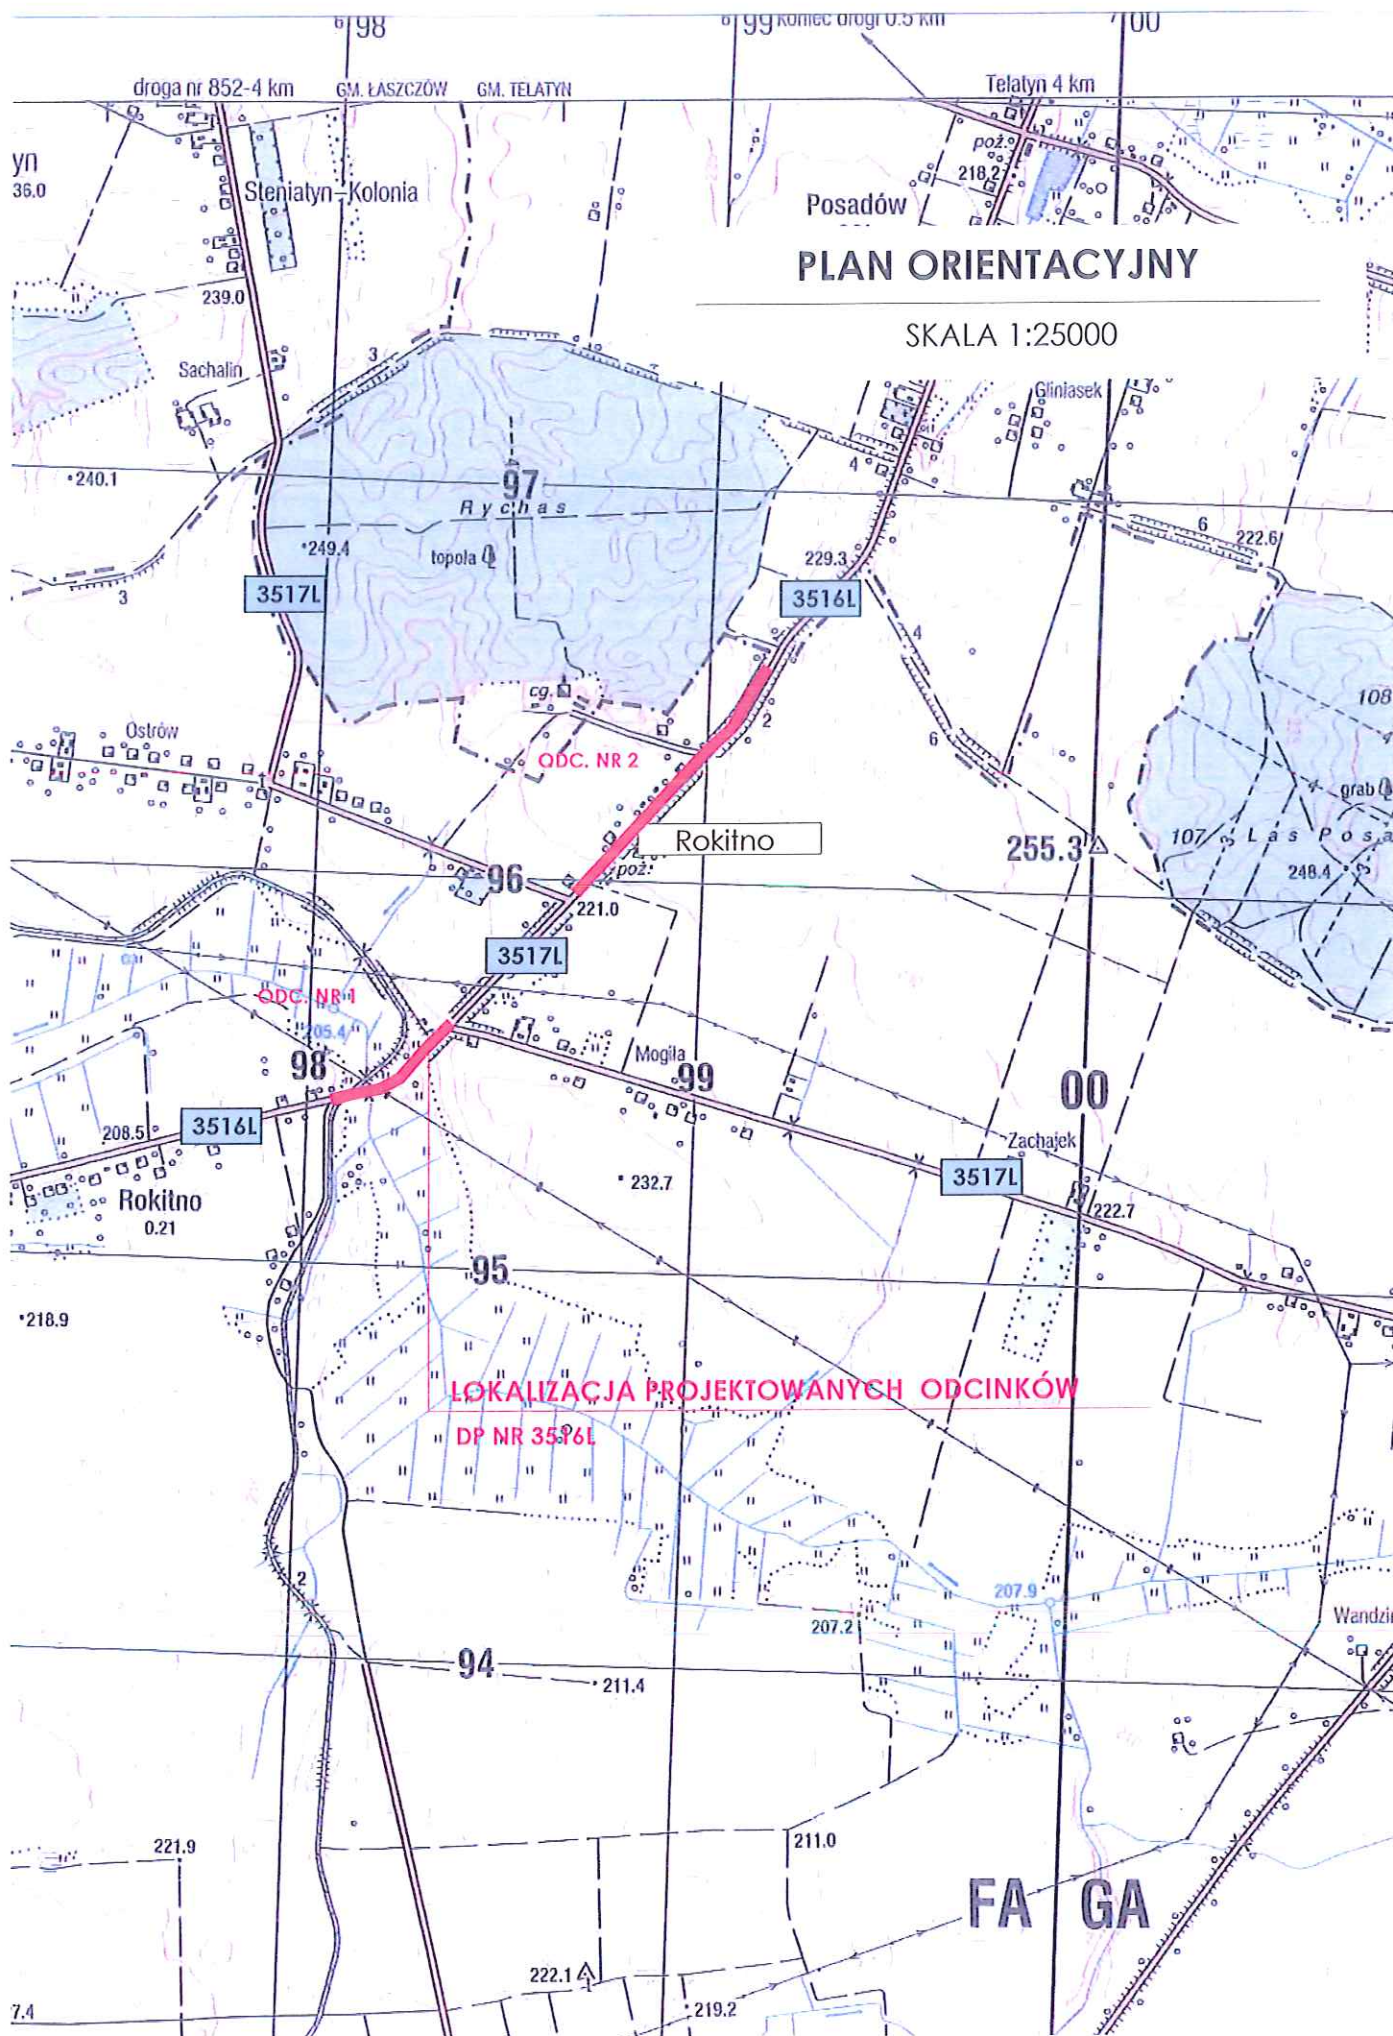 ⁶98
⁶99 koniec drogi 0.5 km
⁷00
droga nr 852-4 km
GM. ŁASZCZÓW
GM. TELATYN
Telatyn 4 km
yn
36.0
Steniatyn-Kolonia
poż.
218.2
Posadów
PLAN ORIENTACYJNY
SKALA 1:25000
239.0
Sachalin
3
Gliniasek
240.1
97
4
Rychas
249.4
topola
229.3
6
222.6
3
3517L
3516L
4
108
cg.
2
Ostrów
ODC. NR 2
6
grab
Rokitno
255.3
107
Las Posa
248.4
96
poż.
221.0
3517L
2
ODC. NR 1
205.4
98
Mogiła
99
00
3516L
208.5
Zachajek
3517L
232.7
222.7
Rokitno
0.21
95
218.9
LOKALIZACJA PROJEKTOWANYCH ODCINKÓW
DP NR 3516L
2
207.9
207.2
Wandzi
94
211.4
221.9
211.0
FA GA
222.1
7.4
219.2